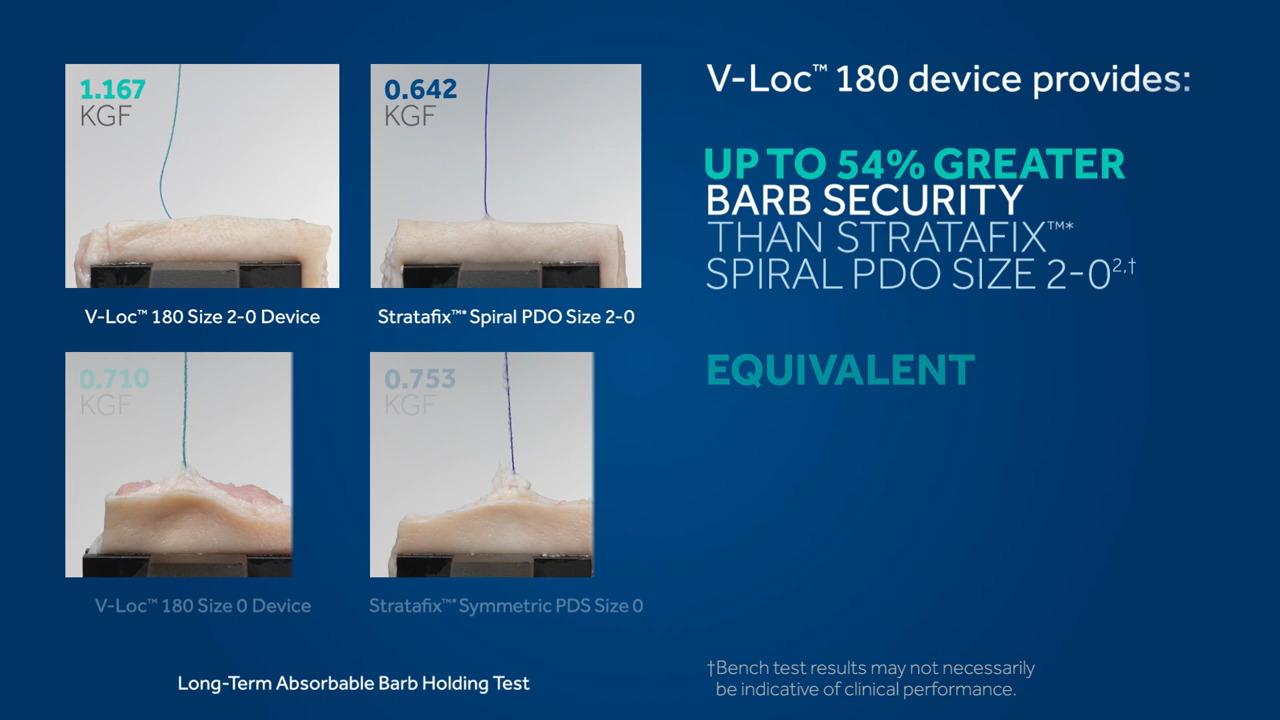 1.167
KGF
0.642
KGF
V-Loc™ 180 Size 2-0 Device
Stratafix™* Spiral PDO Size 2-0
0.710
KGF
0.753
KGF
V-Loc™ 180 Size 0 Device
Stratafix™* Symmetric PDS Size 0
Long-Term Absorbable Barb Holding Test
V-Loc™ 180 device provides:
UP TO 54% GREATER
BARB SECURITY
THAN STRATAFIX™*
SPIRAL PDO SIZE 2-0²,†
EQUIVALENT
†Bench test results may not necessarily
be indicative of clinical performance.